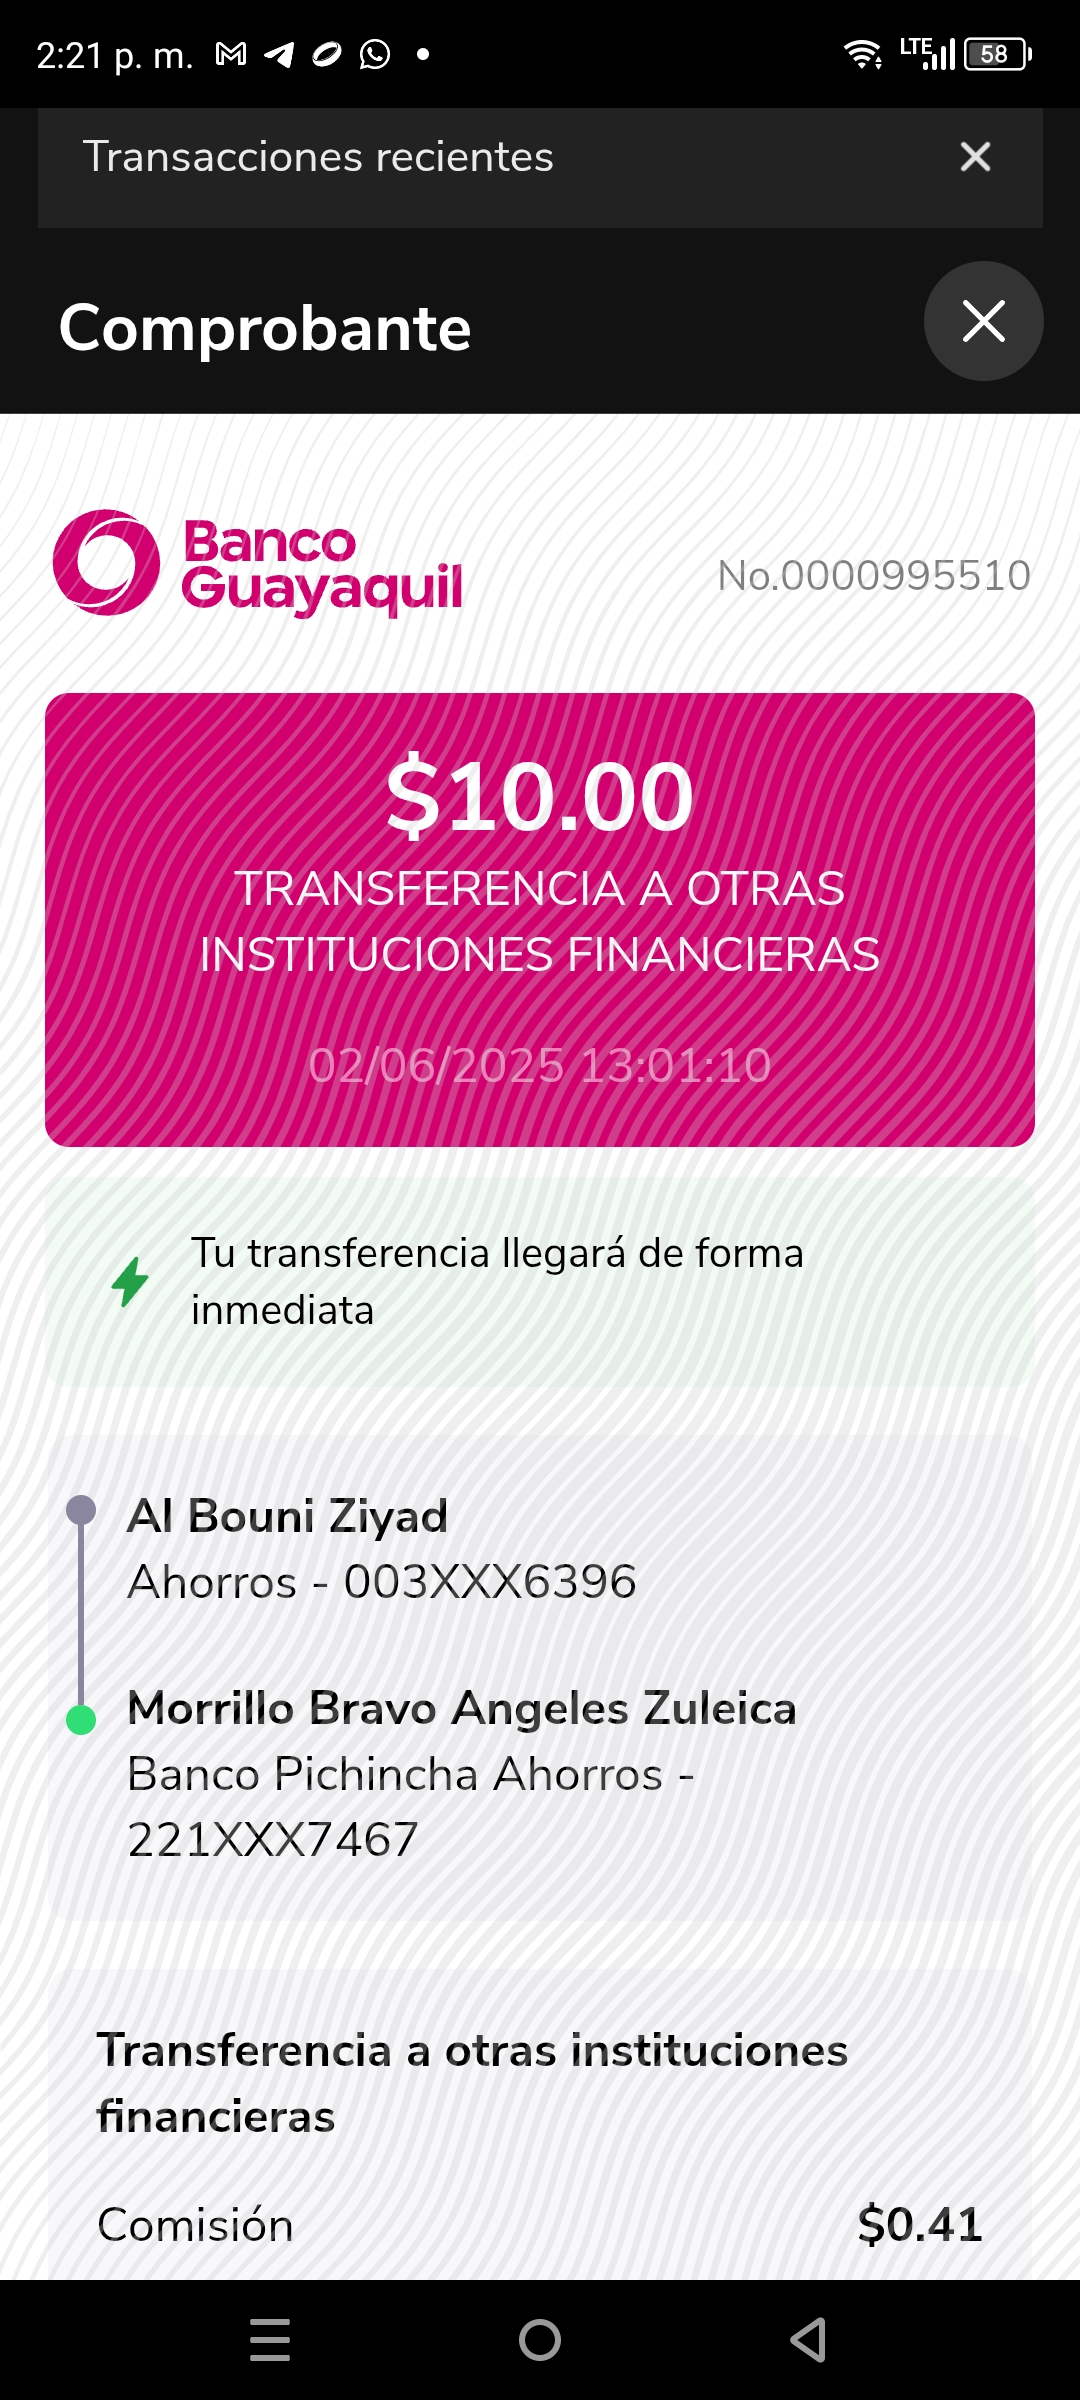 2:21 p. m.
LTE
58
Transacciones recientes
Comprobante
Banco
Guayaquil
No.0000995510
$10.00
TRANSFERENCIA A OTRAS
INSTITUCIONES FINANCIERAS
02/06/2025 13:01:10
Tu transferencia llegará de forma
inmediata
Al Bouni Ziyad
Ahorros - 003XXX6396
Morrillo Bravo Angeles Zuleica
Banco Pichincha Ahorros -
221XXX7467
Transferencia a otras instituciones
financieras
Comisión $0.41